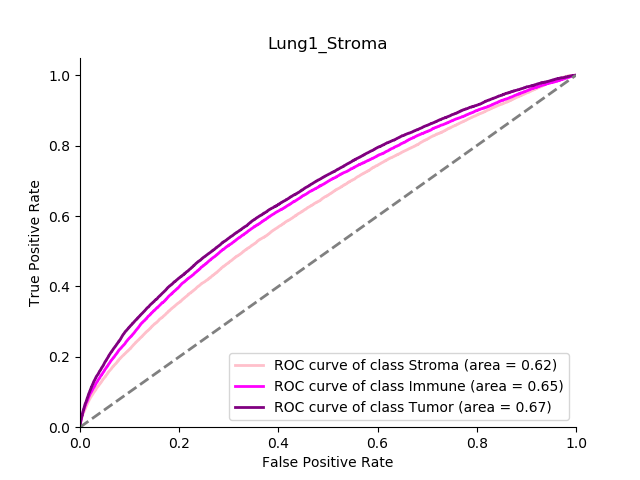 Lung1_Stroma
True Positive Rate
1.0
0.8
0.6
0.4
0.2
0.0
ROC curve of class Stroma (area = 0.62)
ROC curve of class Immune (area = 0.65)
ROC curve of class Tumor (area = 0.67)
0.0 0.2 0.4 0.6 0.8 1.0
False Positive Rate